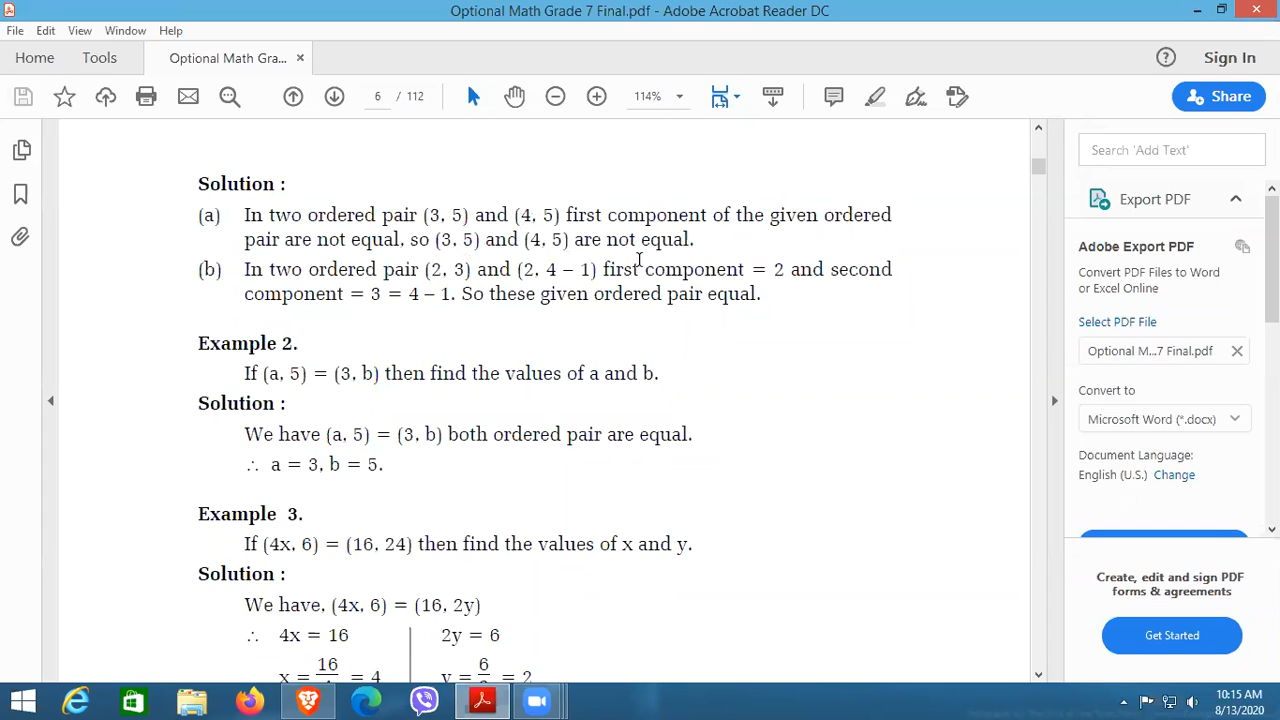 Optional Math Grade 7 Final.pdf - Adobe Acrobat Reader DC
File Edit View Window Help
Home Tools Optional Math Gra... × Sign In
6 / 112 114% Share
Solution :
(a) In two ordered pair (3, 5) and (4, 5) first component of the given ordered
pair are not equal, so (3, 5) and (4, 5) are not equal.
(b) In two ordered pair (2, 3) and (2, 4 – 1) first component = 2 and second
component = 3 = 4 – 1. So these given ordered pair equal.
Example 2.
If (a, 5) = (3, b) then find the values of a and b.
Solution :
We have (a, 5) = (3, b) both ordered pair are equal.
∴ a = 3, b = 5.
Example 3.
If (4x, 6) = (16, 24) then find the values of x and y.
Solution :
We have, (4x, 6) = (16, 2y)
∴ 4x = 16 2y = 6
16 6
x = = 4 y = = 2
Search 'Add Text'
Export PDF
Adobe Export PDF
Convert PDF Files to Word
or Excel Online
Select PDF File
Optional M...7 Final.pdf ×
Convert to
Microsoft Word (*.docx)
Document Language:
English (U.S.) Change
Create, edit and sign PDF
forms & agreements
Get Started
10:15 AM
8/13/2020